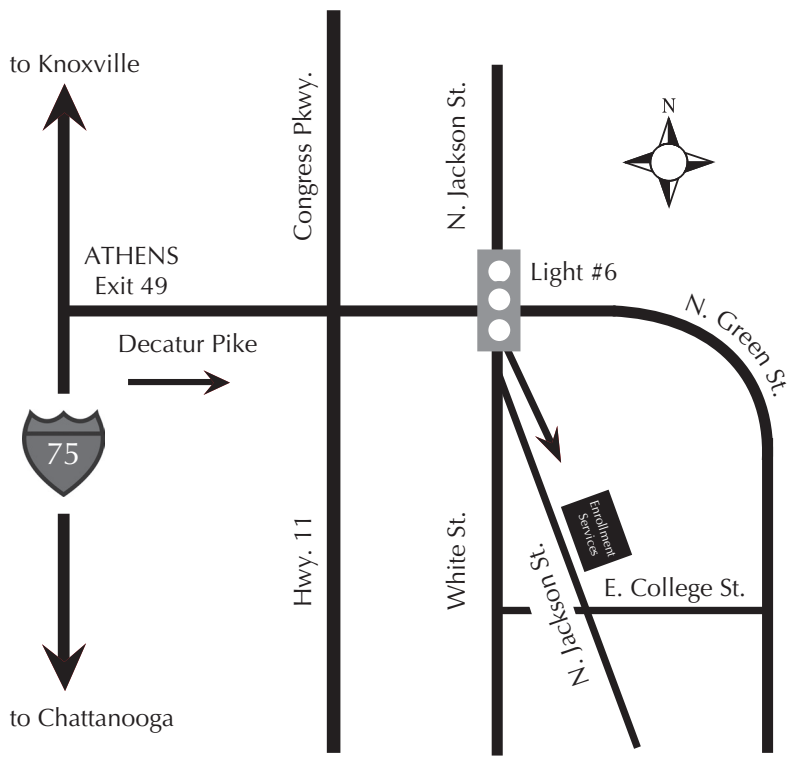 to Knoxville
Congress Pkwy.
N. Jackson St.
N
ATHENS
Exit 49
Light #6
N. Green St.
Decatur Pike
75
Hwy. 11
White St.
N. Jackson St.
Enrollment
Services
E. College St.
to Chattanooga